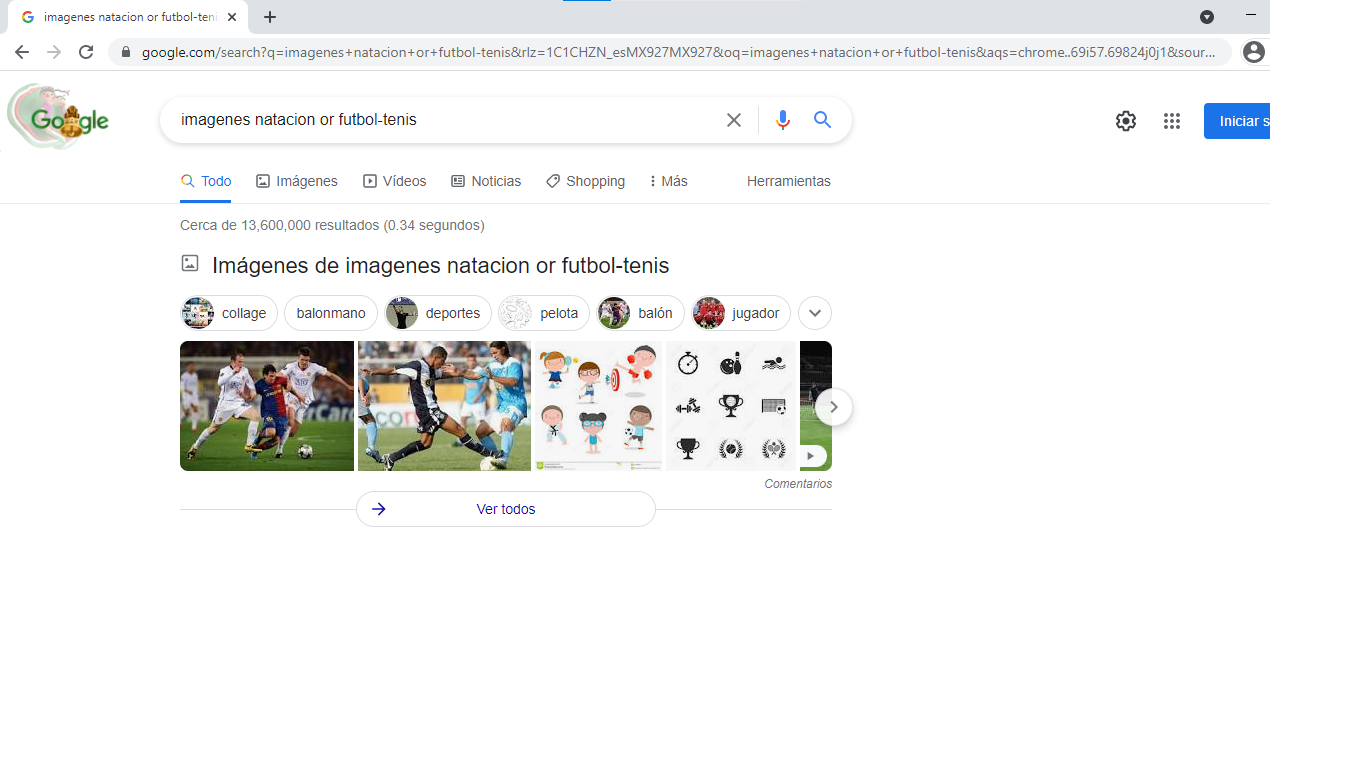 imagenes natacion or futbol-teni
google.com/search?q=imagenes+natacion+or+futbol-tenis&rlz=1C1CHZN_esMX927MX927&oq=imagenes+natacion+or+futbol-tenis&aqs=chrome..69i57.69824j0j1&sour...
Google
imagenes natacion or futbol-tenis
Iniciar s
Todo Imágenes Vídeos Noticias Shopping Más Herramientas
Cerca de 13,600,000 resultados (0.34 segundos)
Imágenes de imagenes natacion or futbol-tenis
collage balonmano deportes pelota balón jugador
Comentarios
Ver todos